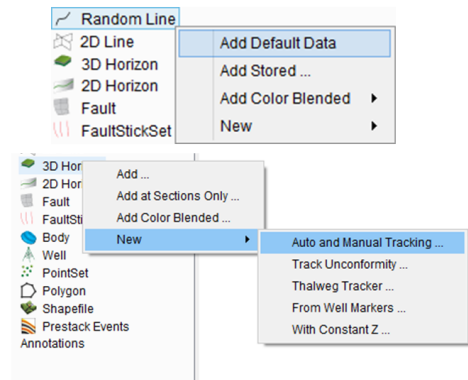 Random Line
2D Line
3D Horizon
2D Horizon
Fault
FaultStickSet
Add Default Data
Add Stored ...
Add Color Blended
New
3D Hor
2D Hor
Fault
FaultSti
Body
Well
PointSet
Polygon
Shapefile
Prestack Events
Annotations
Add ...
Add at Sections Only ...
Add Color Blended ...
New
Auto and Manual Tracking ...
Track Unconformity ...
Thalweg Tracker ...
From Well Markers ...
With Constant Z ...